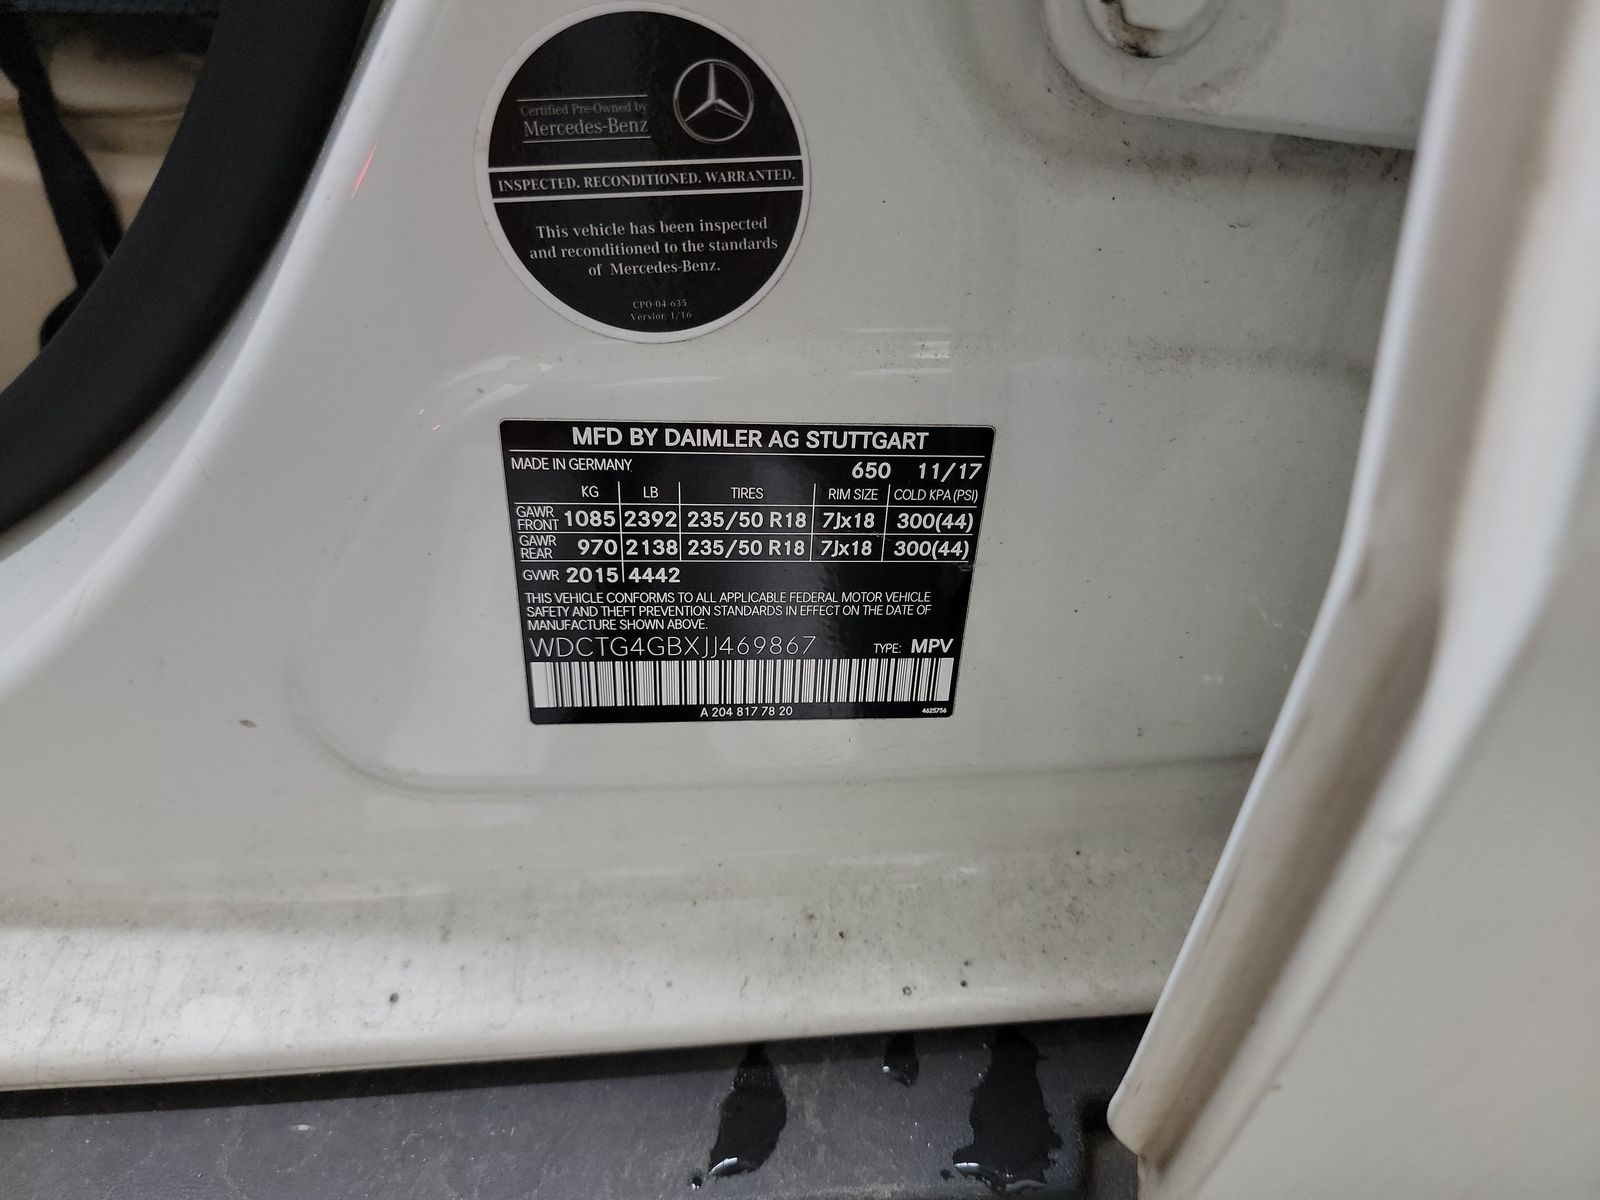 Certified Pre-Owned by
Mercedes-Benz
INSPECTED. RECONDITIONED. WARRANTED.
This vehicle has been inspected
and reconditioned to the standards
of Mercedes-Benz.
CPO-04-635
Version 1/16
MFD BY DAIMLER AG STUTTGART
MADE IN GERMANY 650 11/17
KG LB TIRES RIM SIZE COLD KPA (PSI)
GAWR FRONT 1085 2392 235/50 R18 7Jx18 300(44)
GAWR REAR 970 2138 235/50 R18 7Jx18 300(44)
GVWR 2015 4442
THIS VEHICLE CONFORMS TO ALL APPLICABLE FEDERAL MOTOR VEHICLE
SAFETY AND THEFT PREVENTION STANDARDS IN EFFECT ON THE DATE OF
MANUFACTURE SHOWN ABOVE.
WDCTG4GBXJJ469867 TYPE: MPV
A 204 817 78 20 4625756